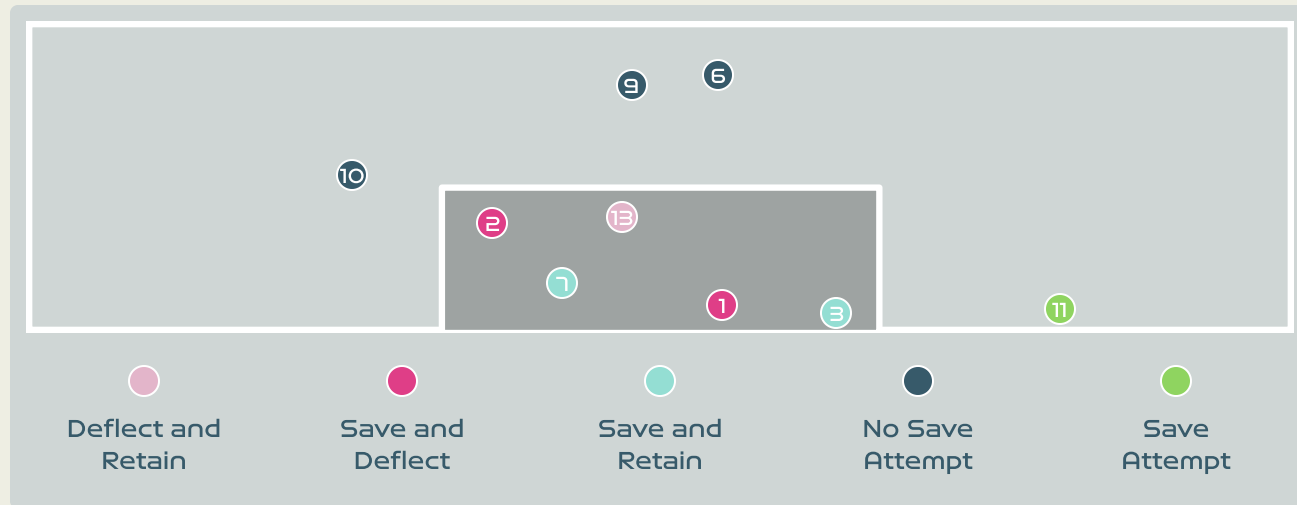 9
6
10
2
13
7
1
3
11
Deflect and
Retain
Save and
Deflect
Save and
Retain
No Save
Attempt
Save
Attempt